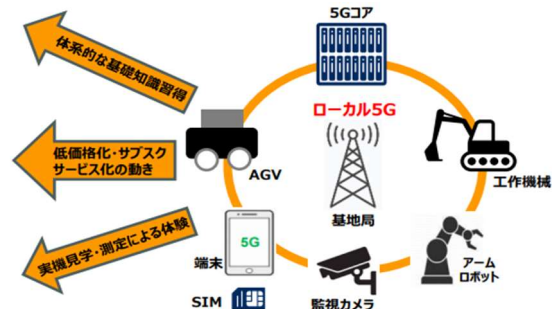 体系的な基礎知識習得
低価格化・サブスク
サービス化の動き
実機見学・測定による体験
5Gコア
ローカル5G
AGV
基地局
工作機械
5G
端末
SIM
監視カメラ
アーム
ロボット